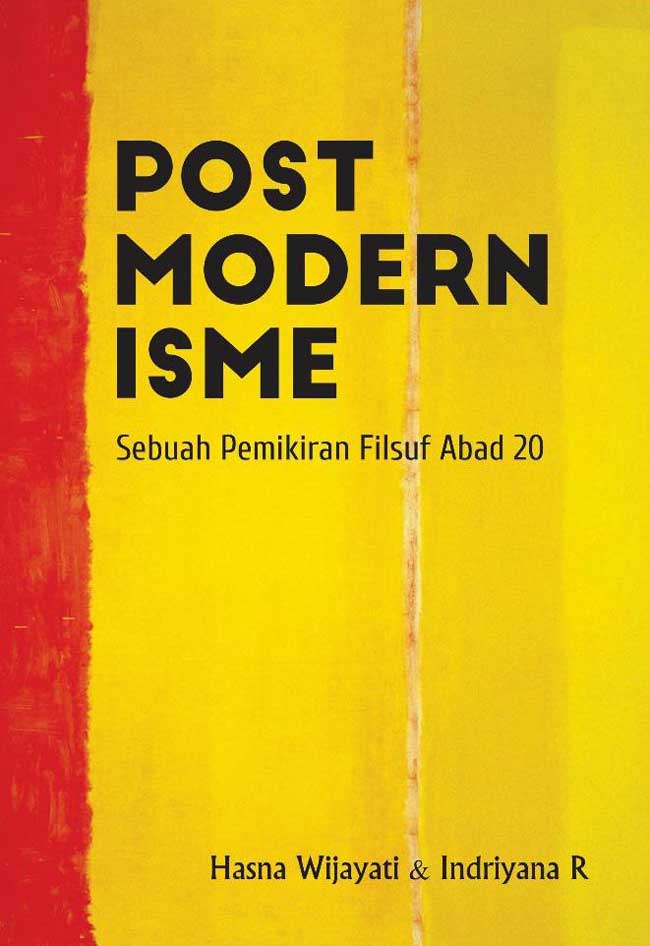 POST
MODERN
ISME
Sebuah Pemikiran Filsuf Abad 20
Hasna Wijayati & Indriyana R